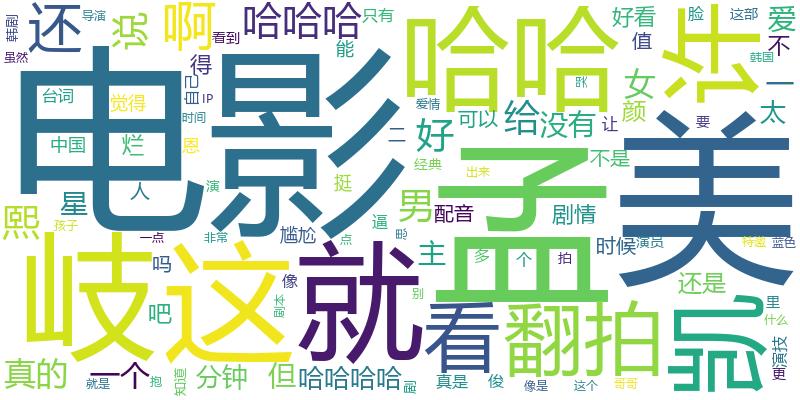 电影
孟
美
岐
这
就
哈哈
许
凯
翻拍
看
还
说
啊
哈哈哈
得
能
只有
好看
值
爱
不
这部
脸
韩国
一
太
女
颜
没有
给
可以
好
二
爱情
让
要
不是
导演
看到
韩剧
虽然
台词
觉得
自己
IP
时间
恩
中国
烂
人
演
挺
经典
出来
星
熙
孩子
一点
非常
尴尬
点
逼
男
配音
剧情
主
时候
演员
特写
蓝色
多
个
拍
还是
里
什么
更
演技
吗
吧
像
剧本
别
真的
一个
就是
抱
知道
分钟
但
哈哈哈哈
真是
俊
像是
这个
哥哥